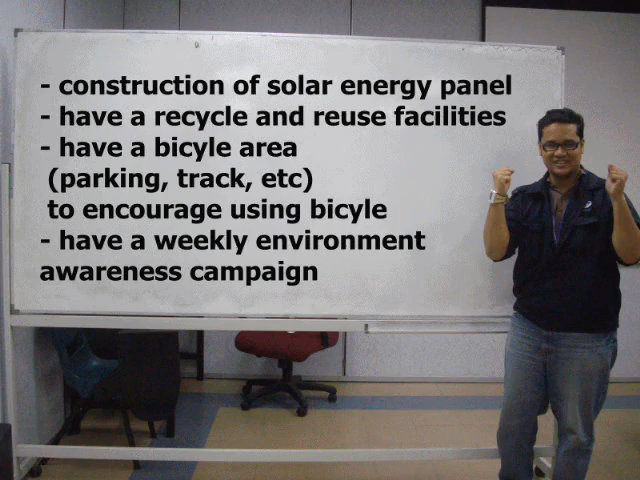 - construction of solar energy panel
- have a recycle and reuse facilities
- have a bicyle area
(parking, track, etc)
to encourage using bicyle
- have a weekly environment
awareness campaign